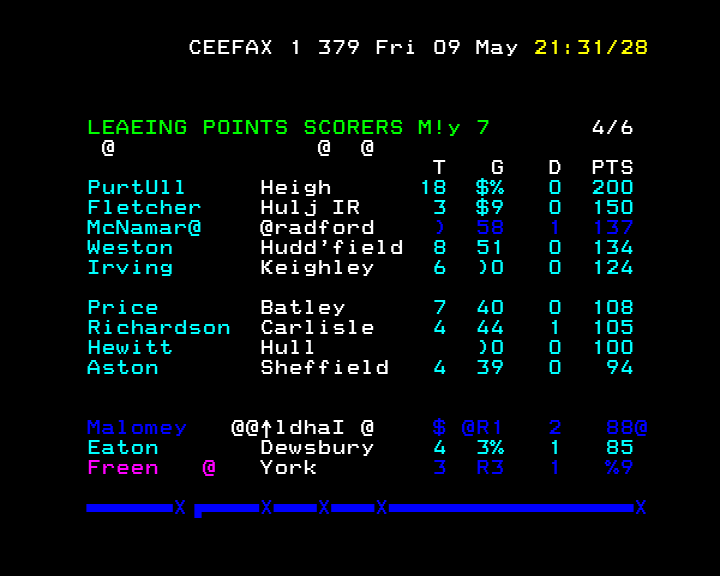 CEEFAX 1 379 Fri 09 May 21:31/28
LEAEING POINTS SCORERS M!y 7 4/6
@ @ @
T G D PTS
PurtUll Heigh 18 $% 0 200
Fletcher Hulj IR 3 $9 0 150
McNamar@ @radford ) 58 1 137
Weston Hudd'field 8 51 0 134
Irving Keighley 6 )0 0 124
Price Batley 7 40 0 108
Richardson Carlisle 4 44 1 105
Hewitt Hull )0 0 100
Aston Sheffield 4 39 0 94
Malomey @@↑ldhaI @ $ @R1 2 88@
Eaton Dewsbury 4 3% 1 85
Freen @ York 3 R3 1 %9
X X X X X